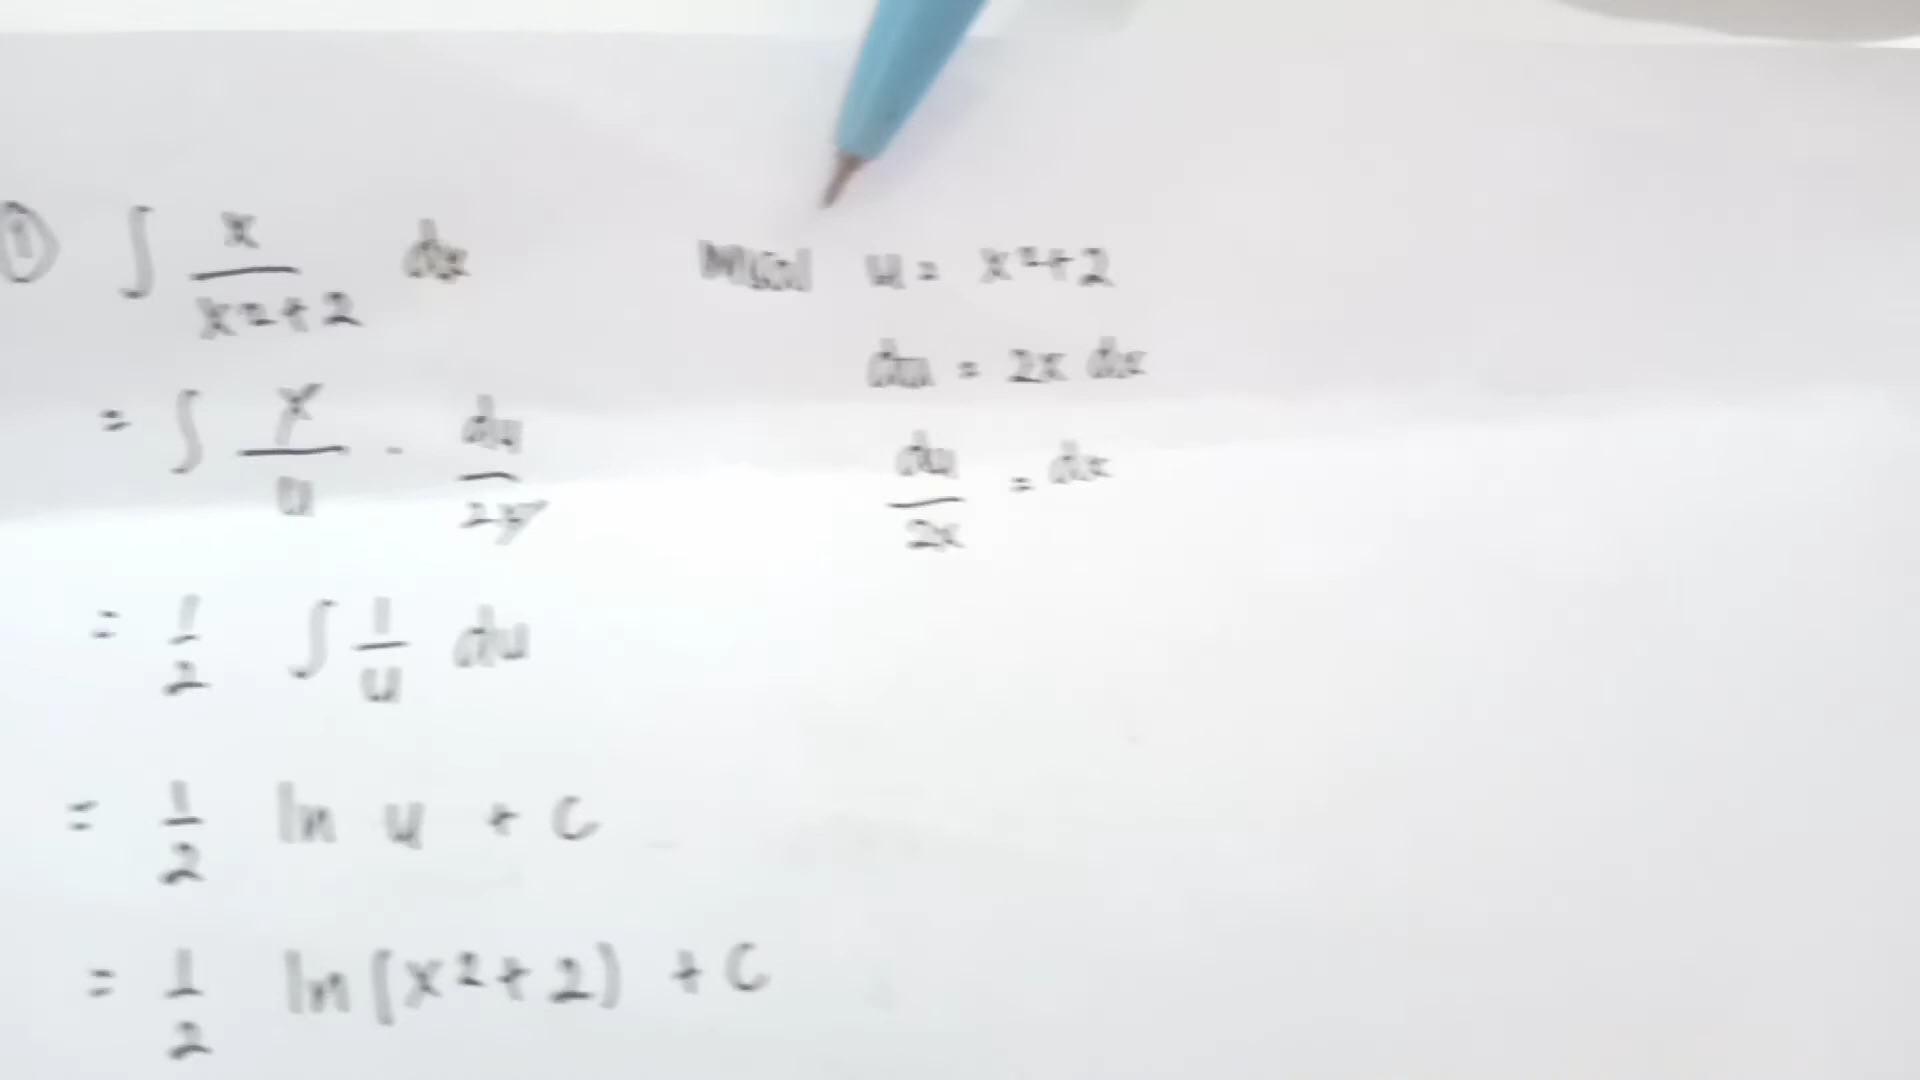 ① ∫ x/(x²+2) dx
misal u = x²+2
du = 2x dx
du/2x = dx
= ∫ x/u · du/2x
= 1/2 ∫ 1/u du
= 1/2 ln u + C
= 1/2 ln(x²+2) + C